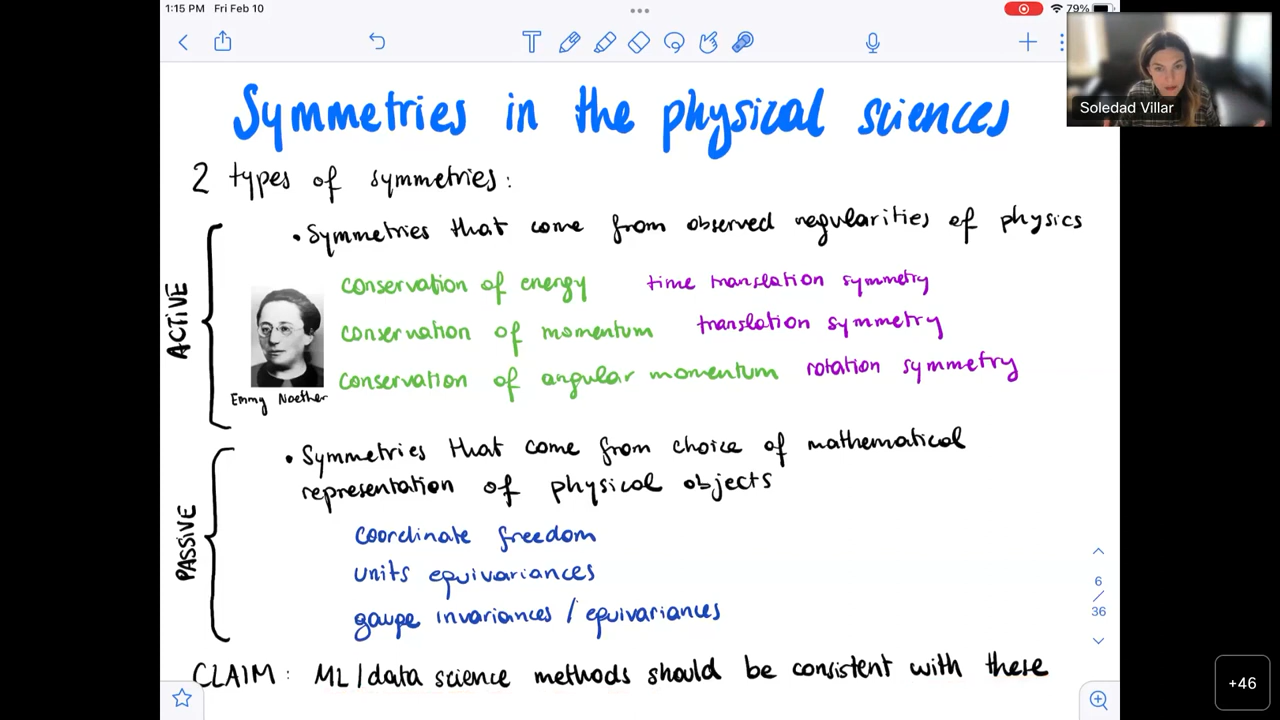 1:15 PM Fri Feb 10
79%
Soledad Villar
Symmetries in the physical sciences
2 types of symmetries:
ACTIVE
• Symmetries that come from observed regularities of physics
conservation of energy time translation symmetry
conservation of momentum translation symmetry
conservation of angular momentum rotation symmetry
Emmy Noether
PASSIVE
• Symmetries that come from choice of mathematical
representation of physical objects
coordinate freedom
units equivariances
gauge invariances / equivariances
6
/
36
CLAIM: ML/data science methods should be consistent with these
+46